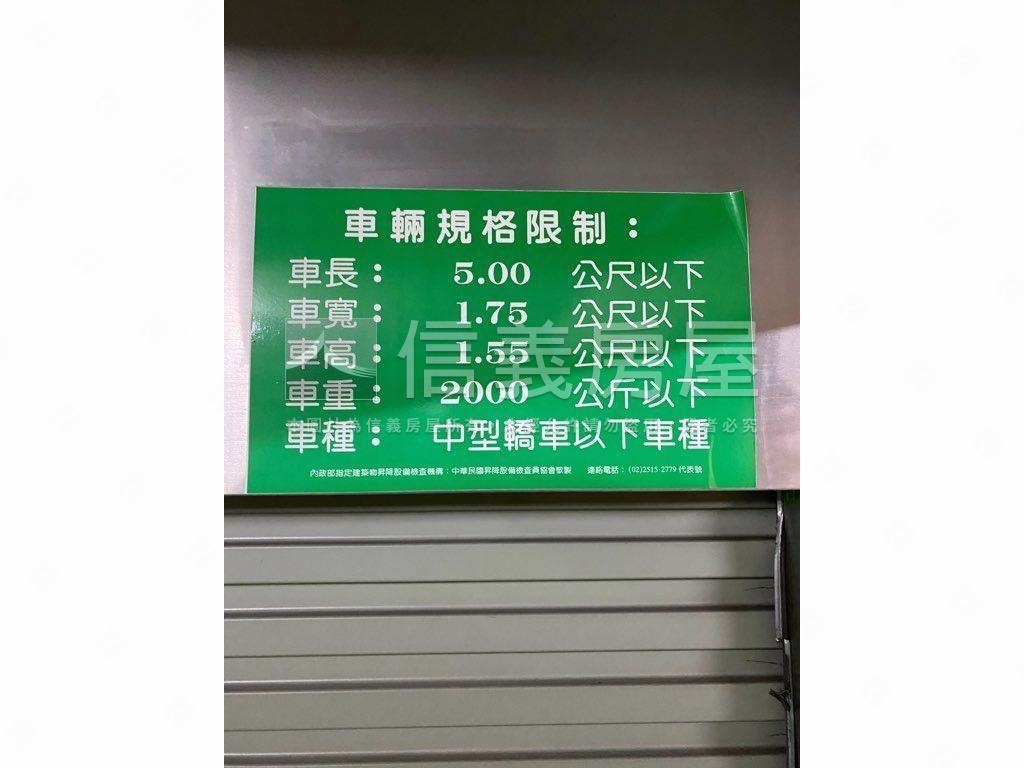 車輛規格限制：
車長： 5.00 公尺以下
車寬： 1.75 公尺以下
車高： 1.55 公尺以下
車重： 2000 公斤以下
車種： 中型轎車以下車種
內政部指定建築物昇降設備檢查機構：中華民國昇降設備檢查員協會監製 連絡電話：(02)2515-2779 代表號
信義房屋